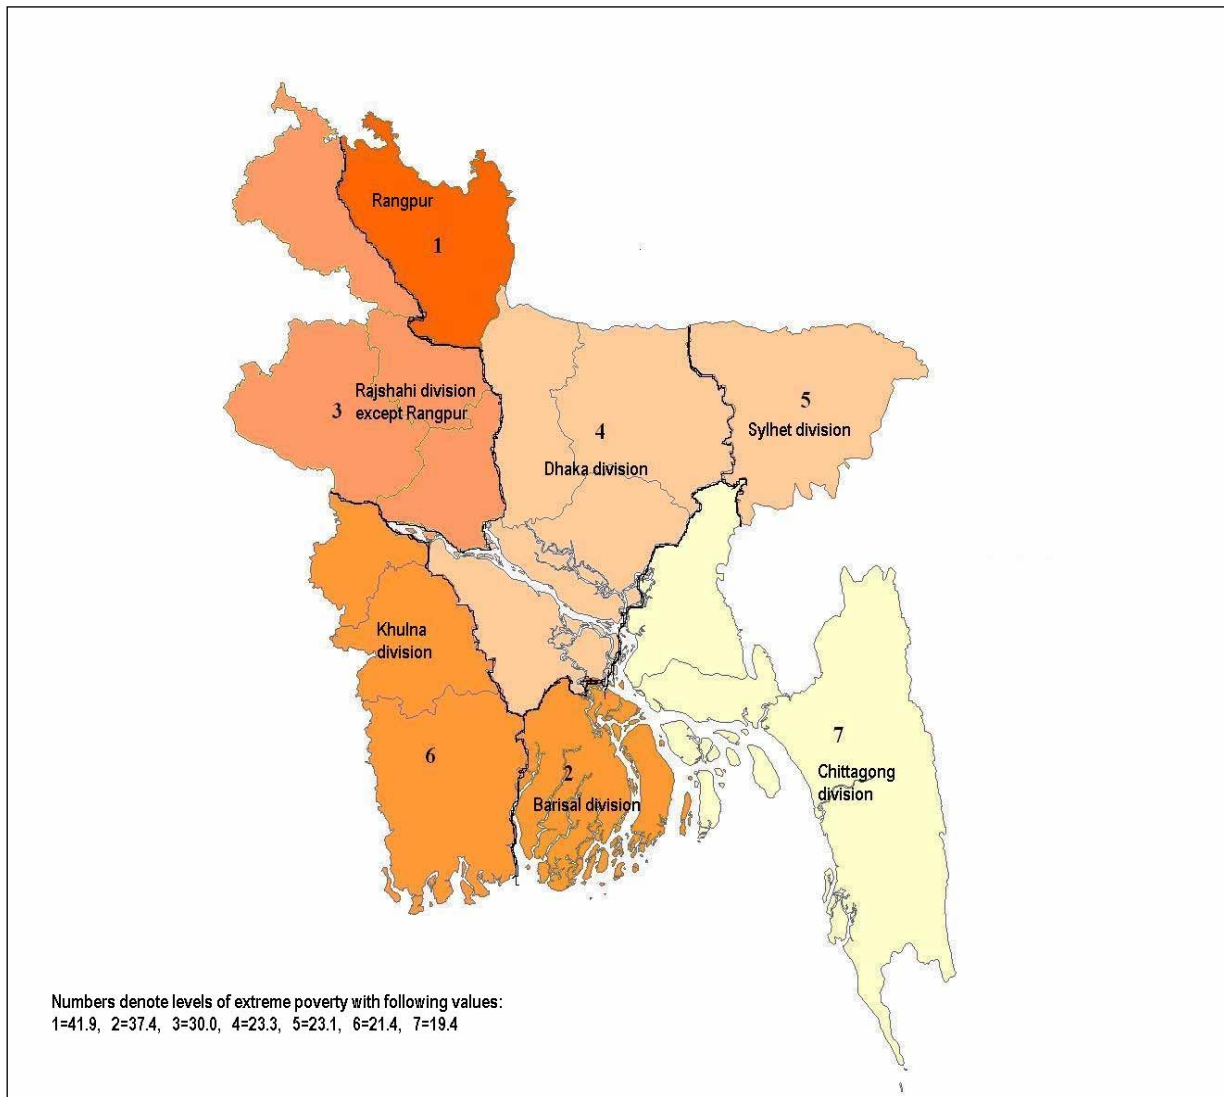 Rangpur
1
Rajshahi division
3 except Rangpur
5
Sylhet division
4
Dhaka division
Khulna
division
6
2
Barisal division
7
Chittagong
division
Numbers denote levels of extreme poverty with following values:
1=41.9, 2=37.4, 3=30.0, 4=23.3, 5=23.1, 6=21.4, 7=19.4